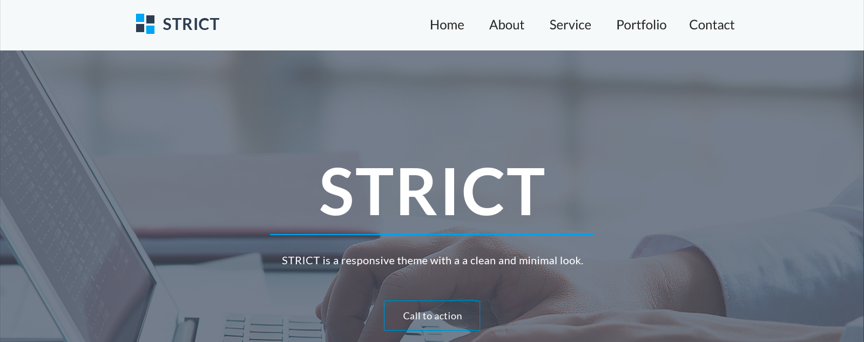 STRICT
Home About Service Portfolio Contact
STRICT
STRICT is a responsive theme with a a clean and minimal look.
Call to action